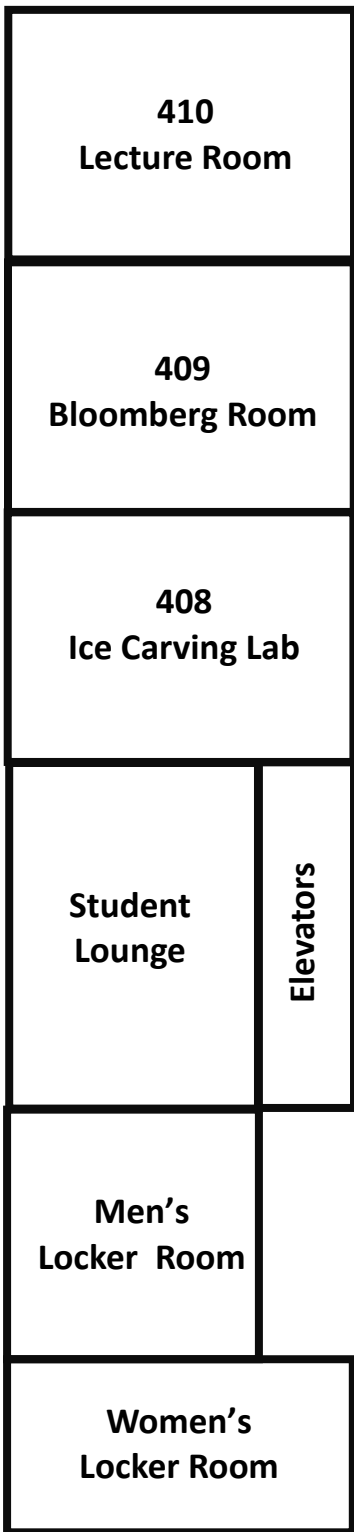 410
Lecture Room
409
Bloomberg Room
408
Ice Carving Lab
Student
Lounge
Elevators
Men’s
Locker  Room
Women’s
Locker Room